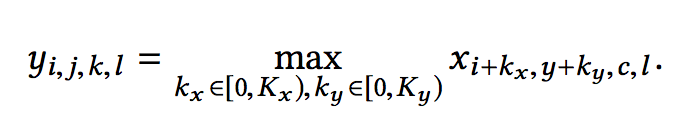 y_{i,j,k,l} = max_{k_x∈[0,K_x),k_y∈[0,K_y)} x_{i+k_x,y+k_y,c,l}.